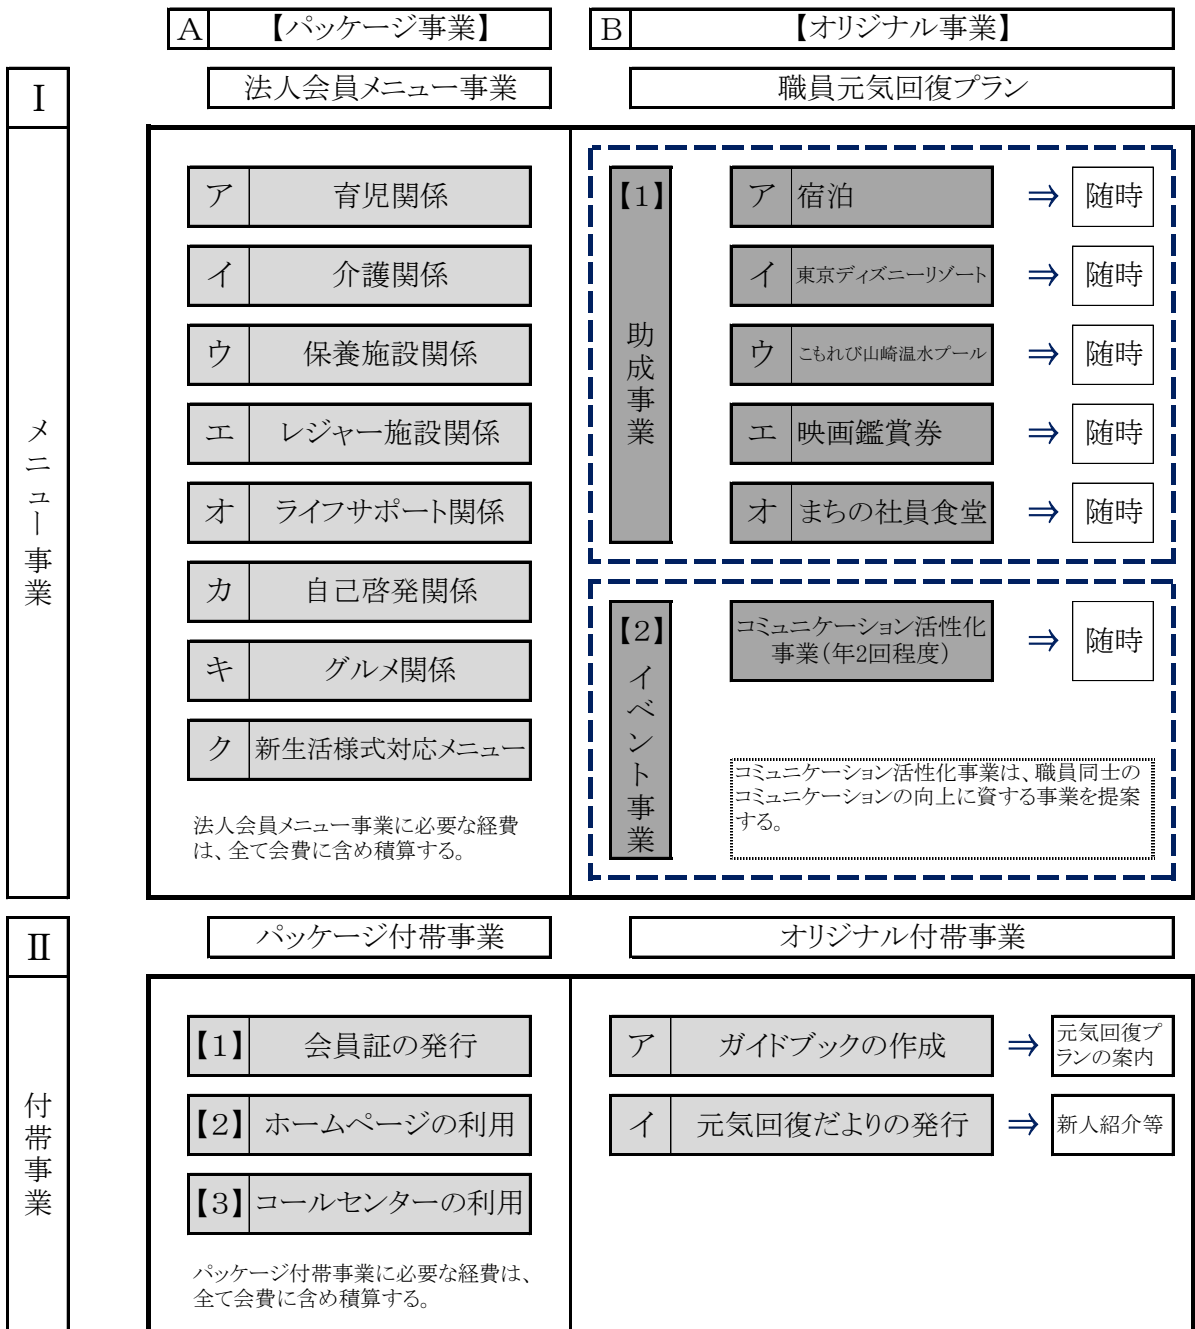 A 【パッケージ事業】
B 【オリジナル事業】
Ⅰ
法人会員メニュー事業
職員元気回復プラン
メニュー事業
ア 育児関係
イ 介護関係
ウ 保養施設関係
エ レジャー施設関係
オ ライフサポート関係
カ 自己啓発関係
キ グルメ関係
ク 新生活様式対応メニュー
法人会員メニュー事業に必要な経費
は、全て会費に含め積算する。
【1】
助成事業
ア 宿泊 ⇒ 随時
イ 東京ディズニーリゾート ⇒ 随時
ウ こもれび山崎温水プール ⇒ 随時
エ 映画鑑賞券 ⇒ 随時
オ まちの社員食堂 ⇒ 随時
【2】
イベント事業
コミュニケーション活性化
事業(年2回程度)
⇒ 随時
コミュニケーション活性化事業は、職員同士の
コミュニケーションの向上に資する事業を提案
する。
Ⅱ
パッケージ付帯事業
オリジナル付帯事業
付帯事業
【1】 会員証の発行
【2】 ホームページの利用
【3】 コールセンターの利用
パッケージ付帯事業に必要な経費は、
全て会費に含め積算する。
ア ガイドブックの作成 ⇒
元気回復プ
ランの案内
イ 元気回復だよりの発行 ⇒ 新人紹介等